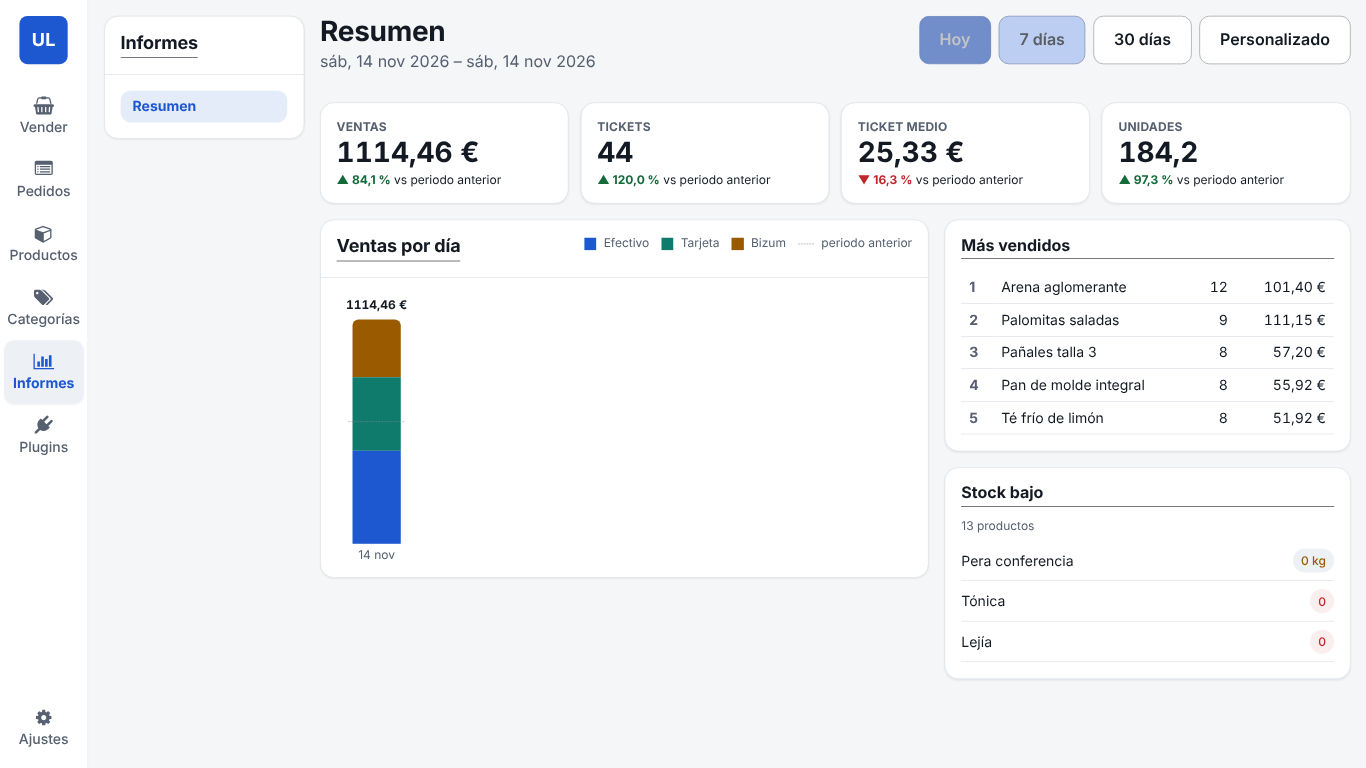 UL
Vender
Pedidos
Productos
Categorías
Informes
Plugins
Ajustes
Informes
Resumen
Resumen
sáb, 14 nov 2026 – sáb, 14 nov 2026
Hoy
7 días
30 días
Personalizado
VENTAS
1114,46 €
▲ 84,1 % vs periodo anterior
TICKETS
44
▲ 120,0 % vs periodo anterior
TICKET MEDIO
25,33 €
▼ 16,3 % vs periodo anterior
UNIDADES
184,2
▲ 97,3 % vs periodo anterior
Ventas por día
Efectivo Tarjeta Bizum periodo anterior
1114,46 €
14 nov
Más vendidos
1 Arena aglomerante 12 101,40 €
2 Palomitas saladas 9 111,15 €
3 Pañales talla 3 8 57,20 €
4 Pan de molde integral 8 55,92 €
5 Té frío de limón 8 51,92 €
Stock bajo
13 productos
Pera conferencia 0 kg
Tónica 0
Lejía 0